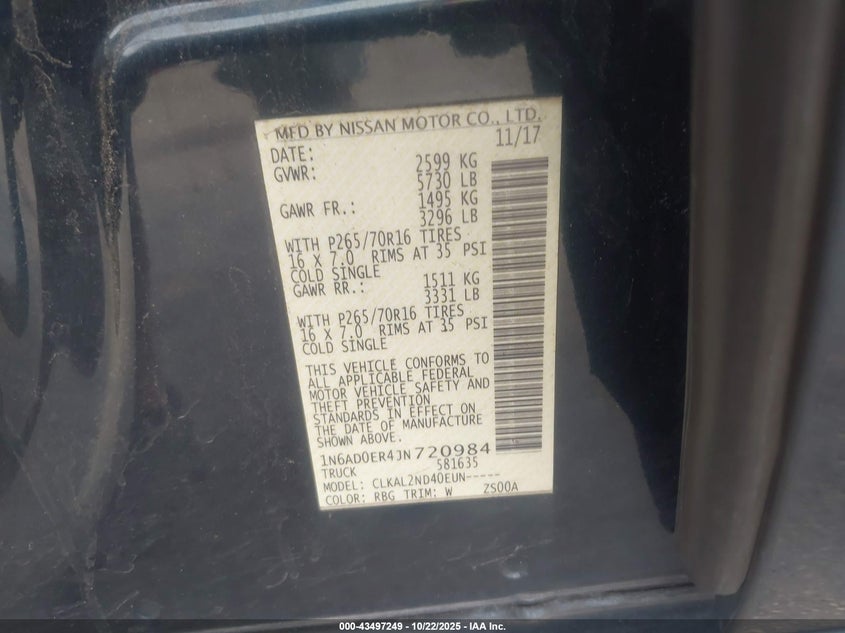 MFD BY NISSAN MOTOR CO., LTD.
DATE: 11/17
GVWR: 2599 KG
5730 LB
GAWR FR.: 1495 KG
3296 LB
WITH P265/70R16 TIRES
16 X 7.0 RIMS AT 35 PSI
COLD SINGLE
GAWR RR.: 1511 KG
3331 LB
WITH P265/70R16 TIRES
16 X 7.0 RIMS AT 35 PSI
COLD SINGLE
THIS VEHICLE CONFORMS TO
ALL APPLICABLE FEDERAL
MOTOR VEHICLE SAFETY AND
THEFT PREVENTION
STANDARDS IN EFFECT ON
THE DATE OF MANUFACTURE
SHOWN ABOVE.
1N6AD0ER4JN720984
TRUCK 581635
MODEL: CLKAL2ND40EUN-----
COLOR: RBG TRIM: W ZS00A
000-43497249 - 10/22/2025 - IAA Inc.